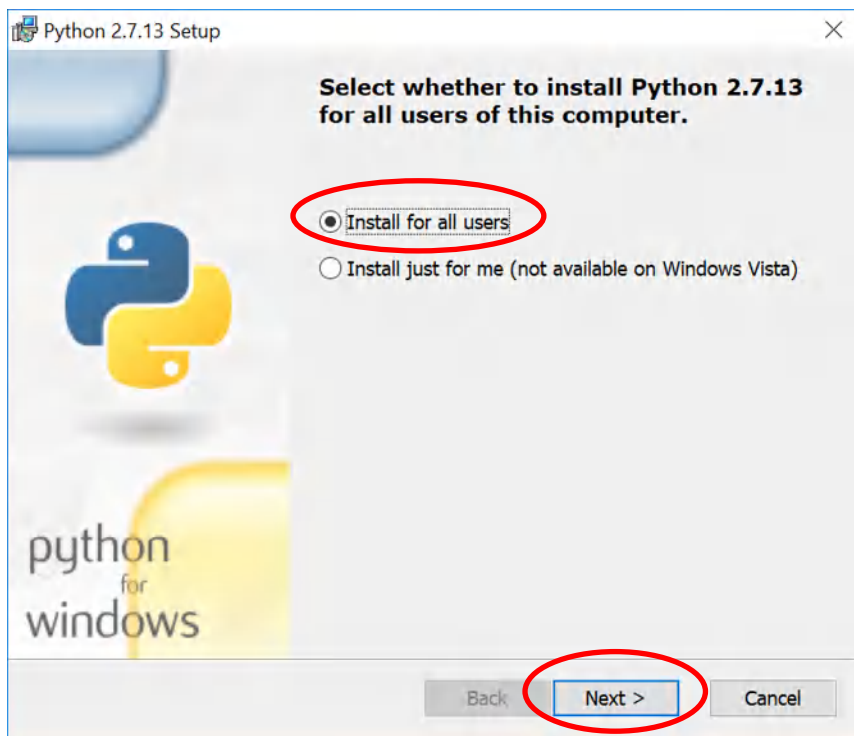 Python 2.7.13 Setup
Select whether to install Python 2.7.13
for all users of this computer.
Install for all users
Install just for me (not available on Windows Vista)
python
for
windows
Back
Next >
Cancel